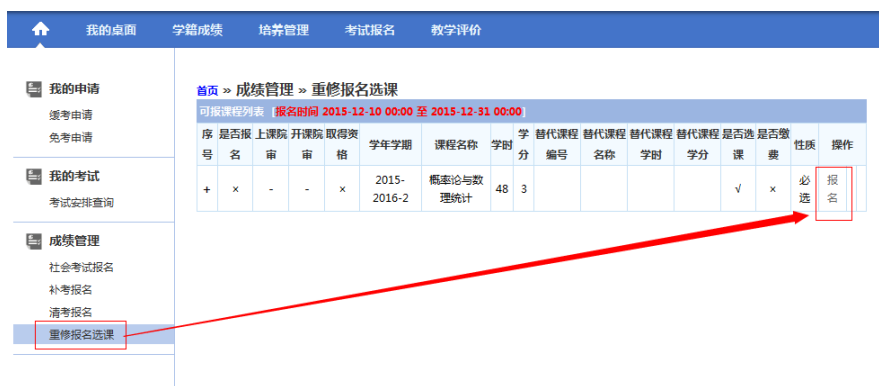 我的桌面 学籍成绩 培养管理 考试报名 教学评价
我的申请
缓考申请
免考申请
我的考试
考试安排查询
成绩管理
社会考试报名
补考报名
清考报名
重修报名选课
首页 » 成绩管理 » 重修报名选课
可报课程列表 [报名时间 2015-12-10 00:00 至 2015-12-31 00:00]
序号 是否报名 上课院审 开课院审 取得资格 学年学期 课程名称 学时 学分 替代课程编号 替代课程名称 替代课程学时 替代课程学分 是否选课 是否缴费 性质 操作
+ × - - × 2015-2016-2 概率论与数理统计 48 3 √ × 必选 报名